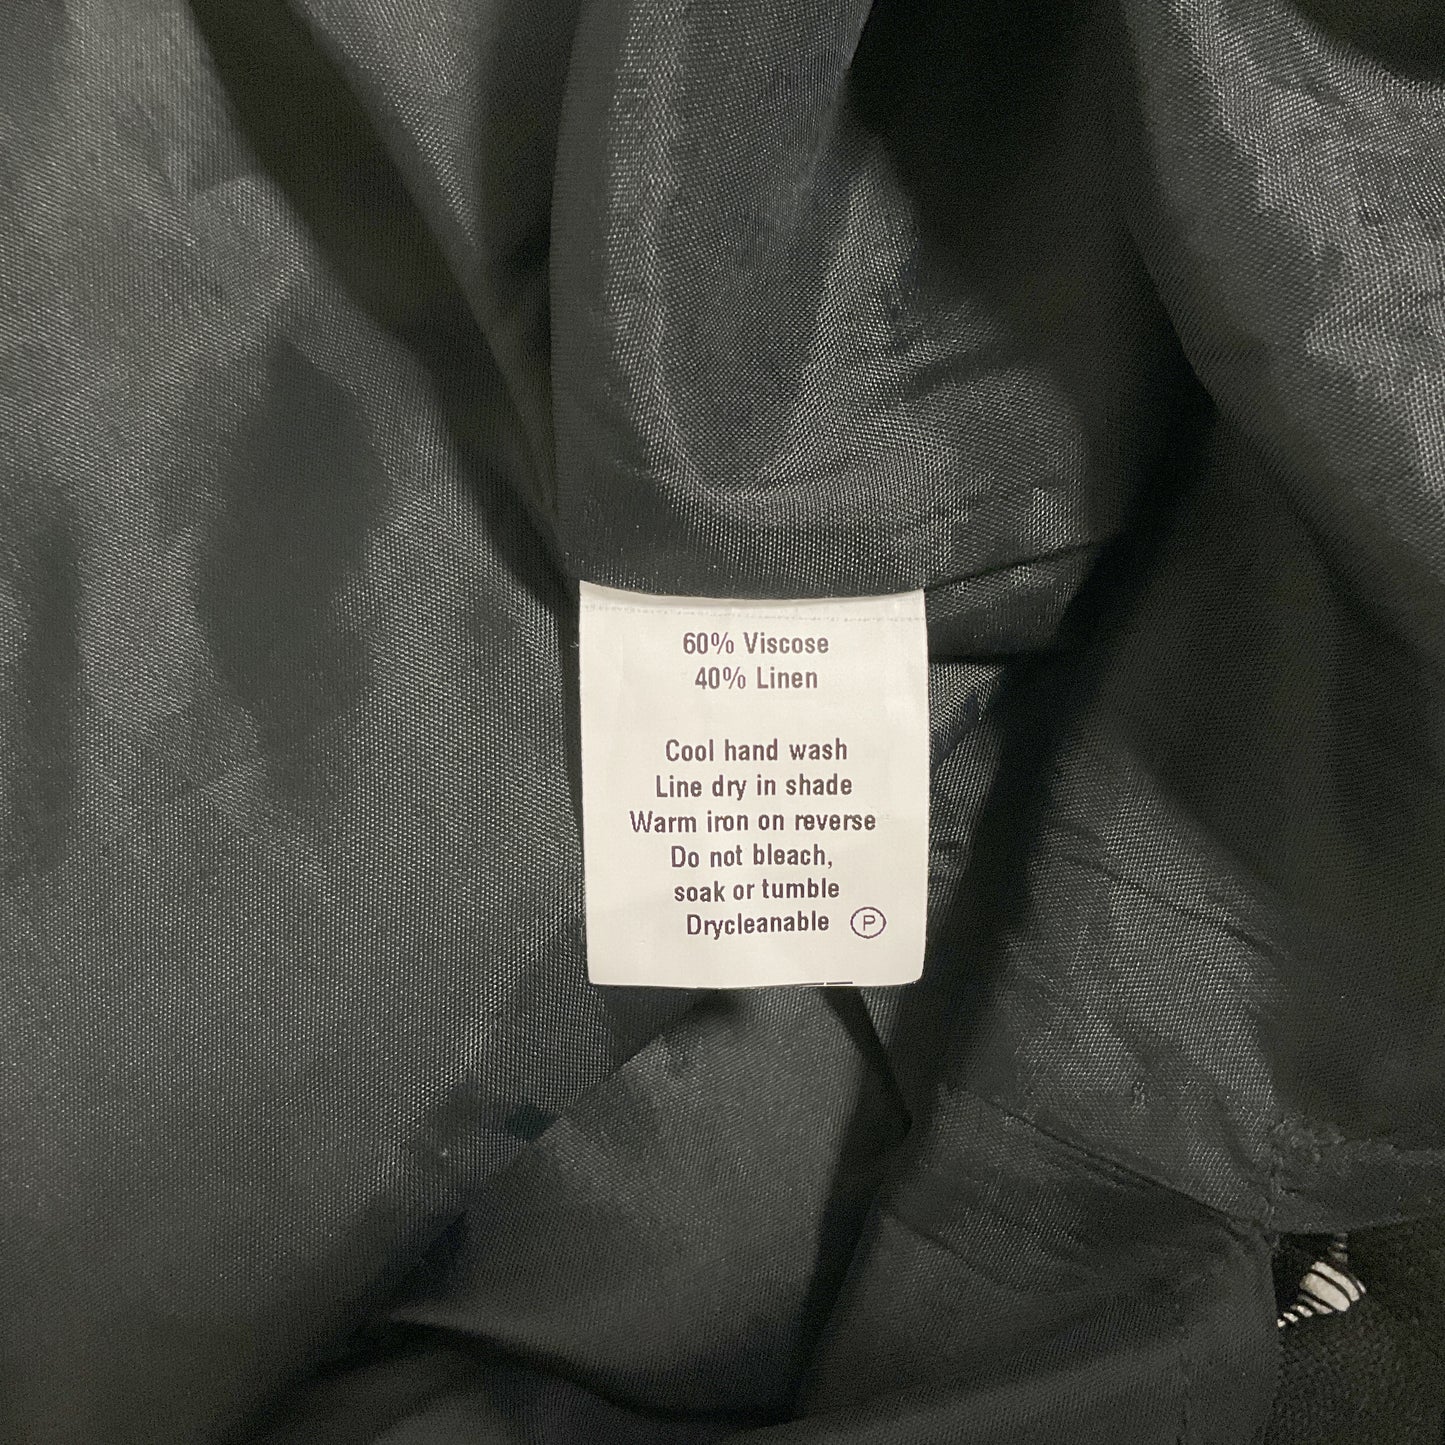 60% Viscose
40% Linen
Cool hand wash
Line dry in shade
Warm iron on reverse
Do not bleach,
soak or tumble
Drycleanable P